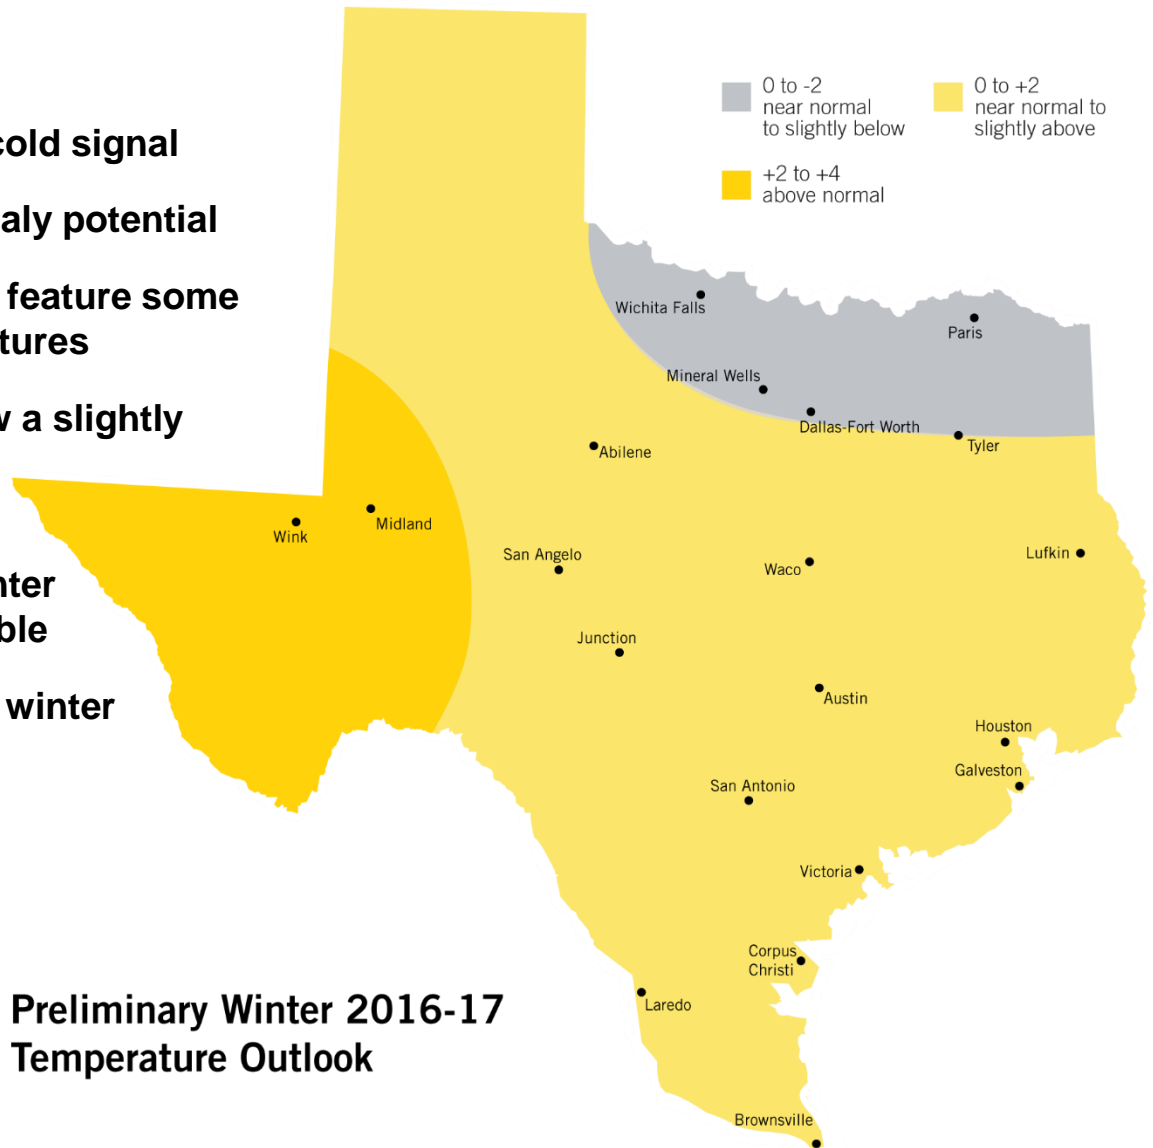 cold signal
aly potential
feature some
tures
w a slightly
nter
ble
winter
0 to -2
near normal
to slightly below
0 to +2
near normal to
slightly above
+2 to +4
above normal
Wichita Falls
Paris
Mineral Wells
Dallas-Fort Worth
Tyler
Abilene
Wink
Midland
San Angelo
Waco
Lufkin
Junction
Austin
Houston
Galveston
San Antonio
Victoria
Corpus
Christi
Laredo
Brownsville
Preliminary Winter 2016-17
Temperature Outlook